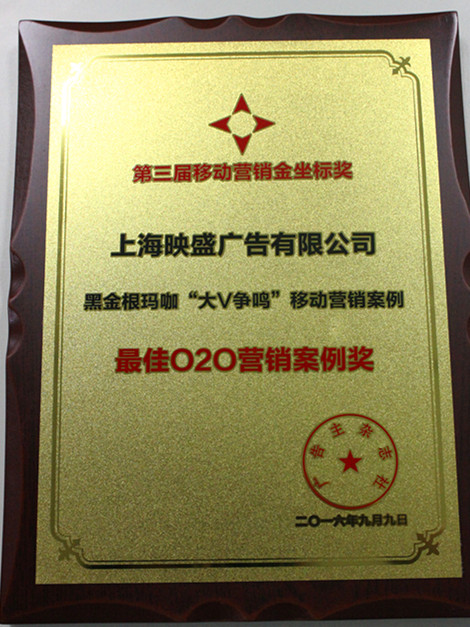 第三届移动营销金坐标奖
上海映盛广告有限公司
黑金根玛咖“大V争鸣”移动营销案例
最佳O2O营销案例奖
广告主杂志社
二〇一六年九月九日